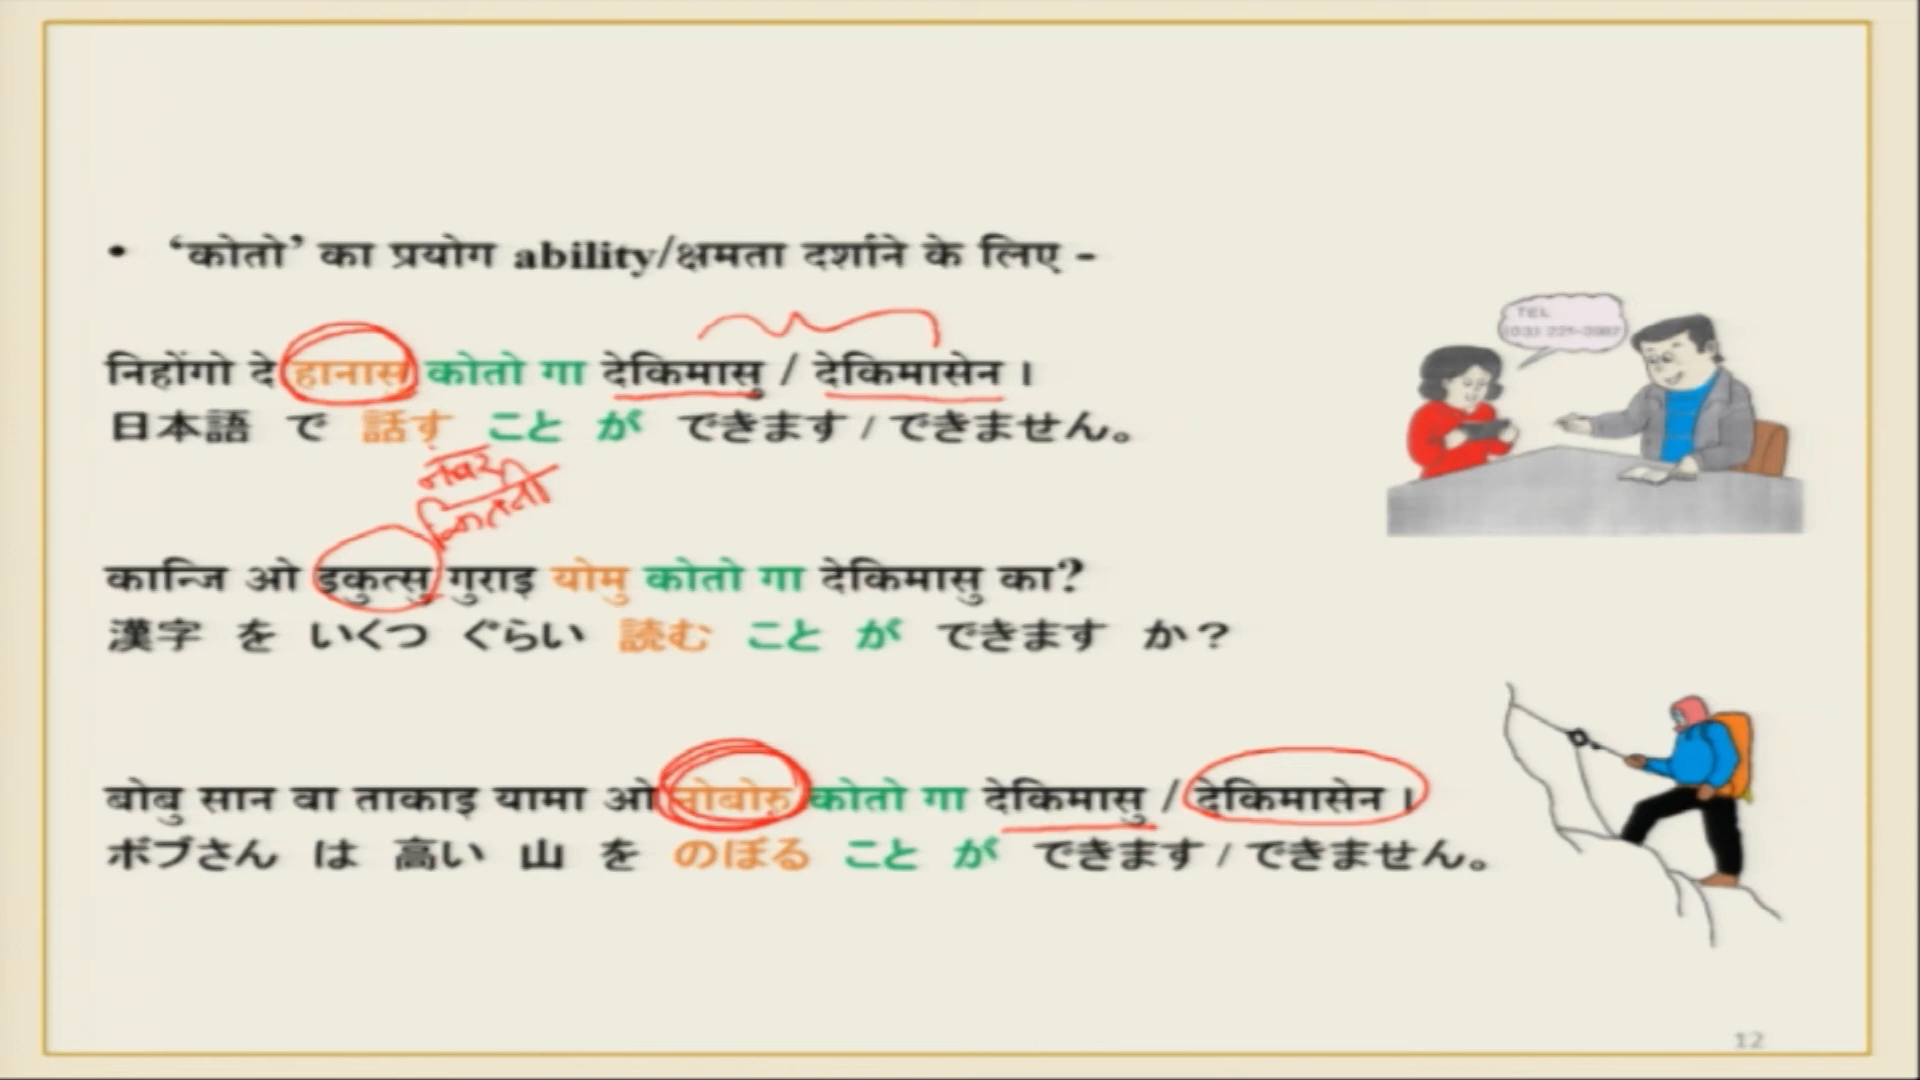 • ‘कोतो’ का प्रयोग ability/क्षमता दर्शाने के लिए -
TEL
निहोंगो दे हानासु कोतो गा देकिमासु / देकिमासेन ।
日本語 で 話す こと が できます / できません。
नंबर
गिनती
कान्जि ओ इकुत्सु गुराइ योमु कोतो गा देकिमासु का?
漢字 を いくつ ぐらい 読む こと が できます か？
बोबु सान वा ताकाइ यामा ओ नोबोरु कोतो गा देकिमासु / देकिमासेन ।
ボブさん は 高い 山 を のぼる こと が できます / できません。
12